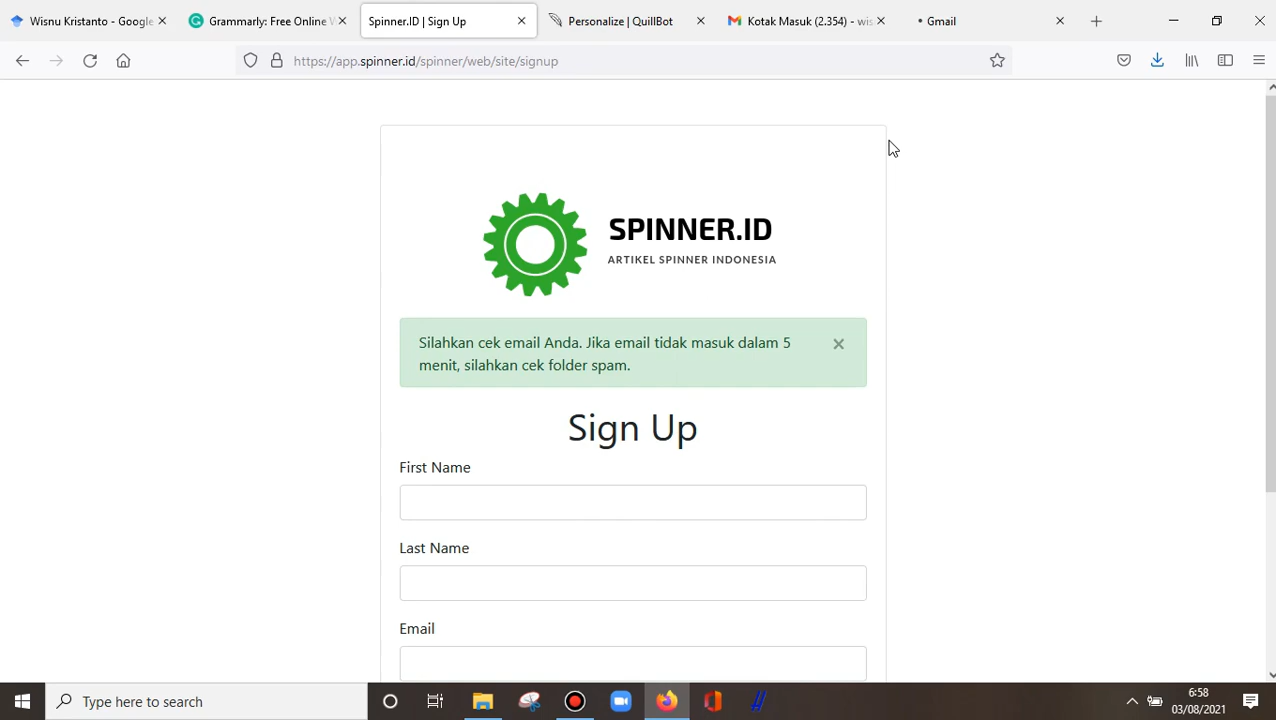 Wisnu Kristanto - Google
Grammarly: Free Online W
Spinner.ID | Sign Up
Personalize | QuillBot
Kotak Masuk (2.354) - wis
Gmail
https://app.spinner.id/spinner/web/site/signup
SPINNER.ID
ARTIKEL SPINNER INDONESIA
Silahkan cek email Anda. Jika email tidak masuk dalam 5
menit, silahkan cek folder spam.
Sign Up
First Name
Last Name
Email
Type here to search
6:58
03/08/2021